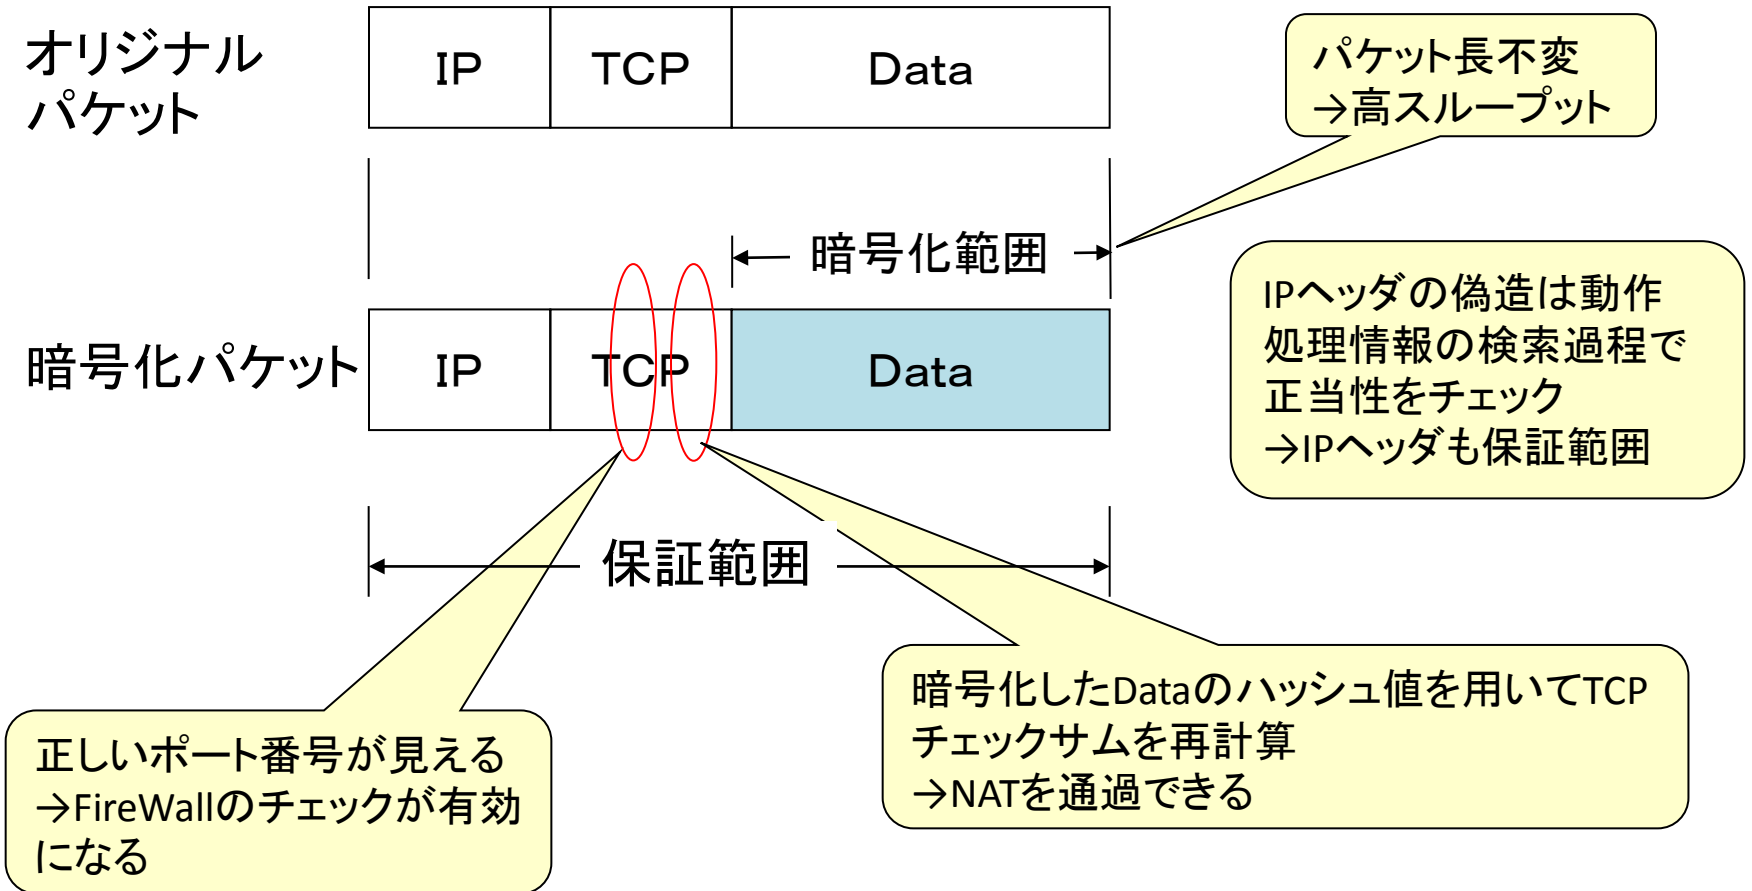 オリジナル
パケット
IP TCP Data
パケット長不変
→高スループット
暗号化範囲
IPヘッダの偽造は動作
処理情報の検索過程で
正当性をチェック
→IPヘッダも保証範囲
暗号化パケット
IP TCP Data
保証範囲
暗号化したDataのハッシュ値を用いてTCP
チェックサムを再計算
→NATを通過できる
正しいポート番号が見える
→FireWallのチェックが有効
になる